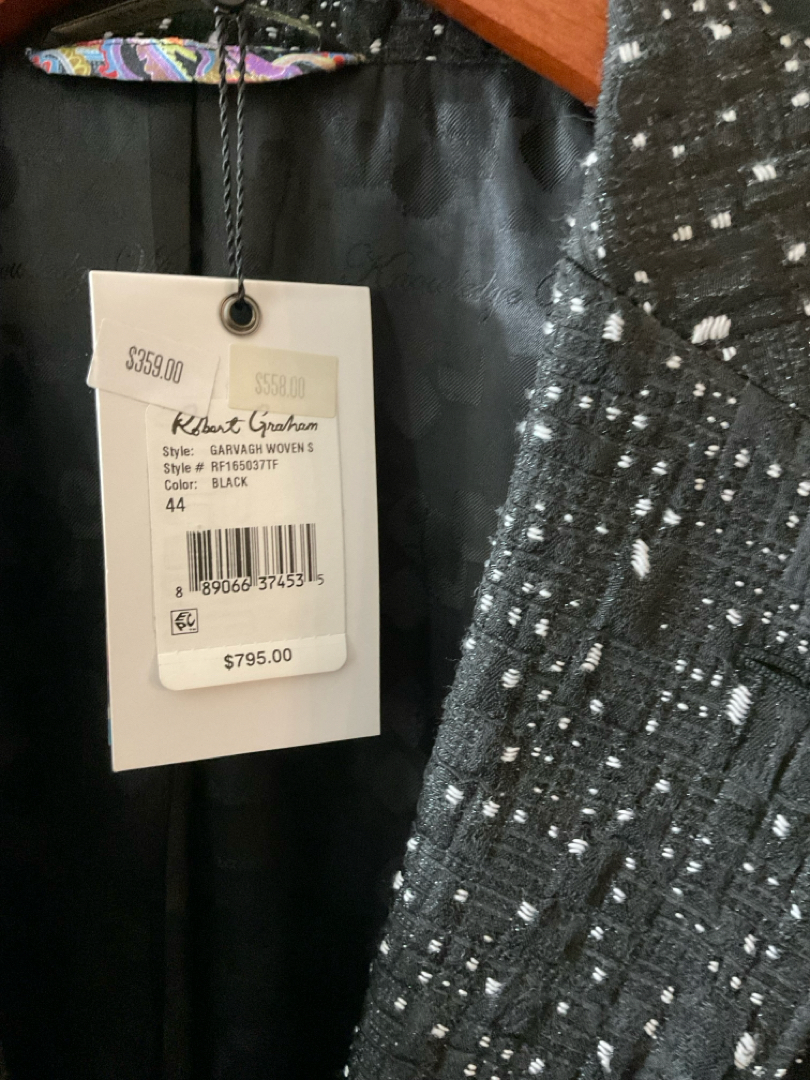 $359.00
$558.00
Robert Graham
Style: GARVAGH WOVEN S
Style # RF165037TF
Color: BLACK
44
8 89066 37453 5
$795.00
Knowledge